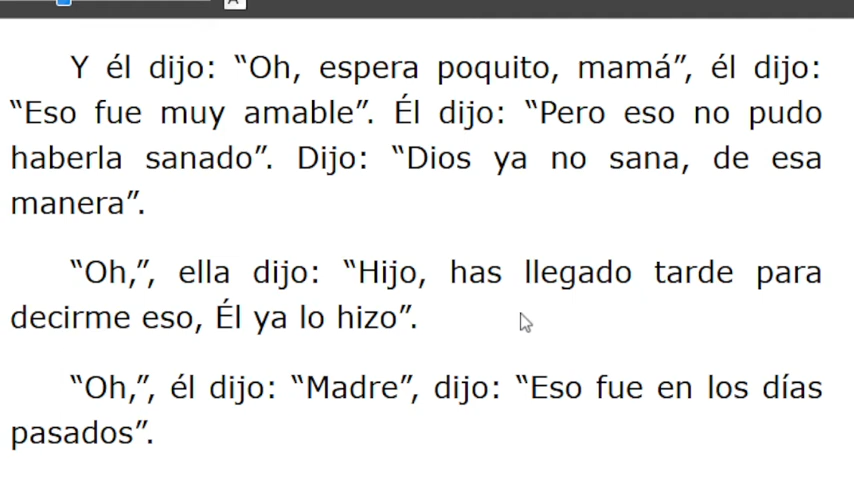 Y él dijo: “Oh, espera poquito, mamá”, él dijo:
“Eso fue muy amable”. Él dijo: “Pero eso no pudo
haberla sanado”. Dijo: “Dios ya no sana, de esa
manera”.
“Oh,”, ella dijo: “Hijo, has llegado tarde para
decirme eso, Él ya lo hizo”.
“Oh,”, él dijo: “Madre”, dijo: “Eso fue en los días
pasados”.